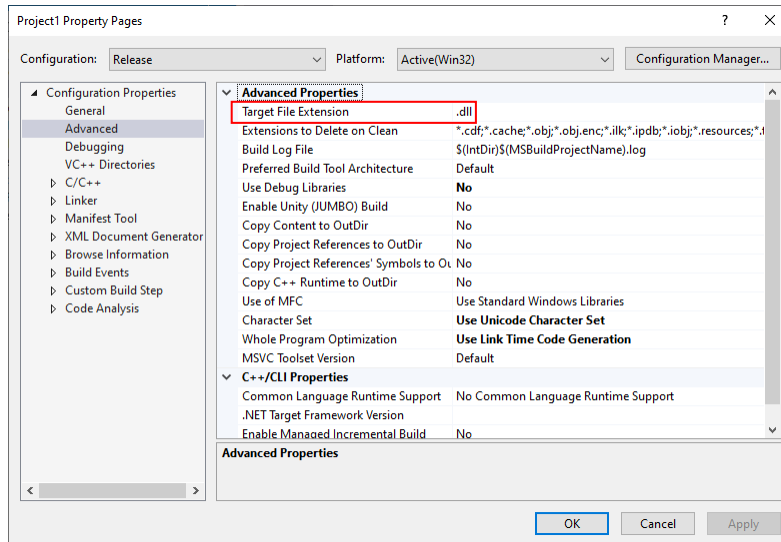 Project1 Property Pages
? X
Configuration: Release Platform: Active(Win32) Configuration Manager...
Configuration Properties
General
Advanced
Debugging
VC++ Directories
C/C++
Linker
Manifest Tool
XML Document Generator
Browse Information
Build Events
Custom Build Step
Code Analysis
Advanced Properties
Target File Extension .dll
Extensions to Delete on Clean *.cdf;*.cache;*.obj;*.obj.enc;*.ilk;*.ipdb;*.iobj;*.resources;*.t
Build Log File $(IntDir)$(MSBuildProjectName).log
Preferred Build Tool Architecture Default
Use Debug Libraries No
Enable Unity (JUMBO) Build No
Copy Content to OutDir No
Copy Project References to OutDir No
Copy Project References' Symbols to Ou No
Copy C++ Runtime to OutDir No
Use of MFC Use Standard Windows Libraries
Character Set Use Unicode Character Set
Whole Program Optimization Use Link Time Code Generation
MSVC Toolset Version Default
C++/CLI Properties
Common Language Runtime Support No Common Language Runtime Support
.NET Target Framework Version
Enable Managed Incremental Build No
Advanced Properties
OK Cancel Apply